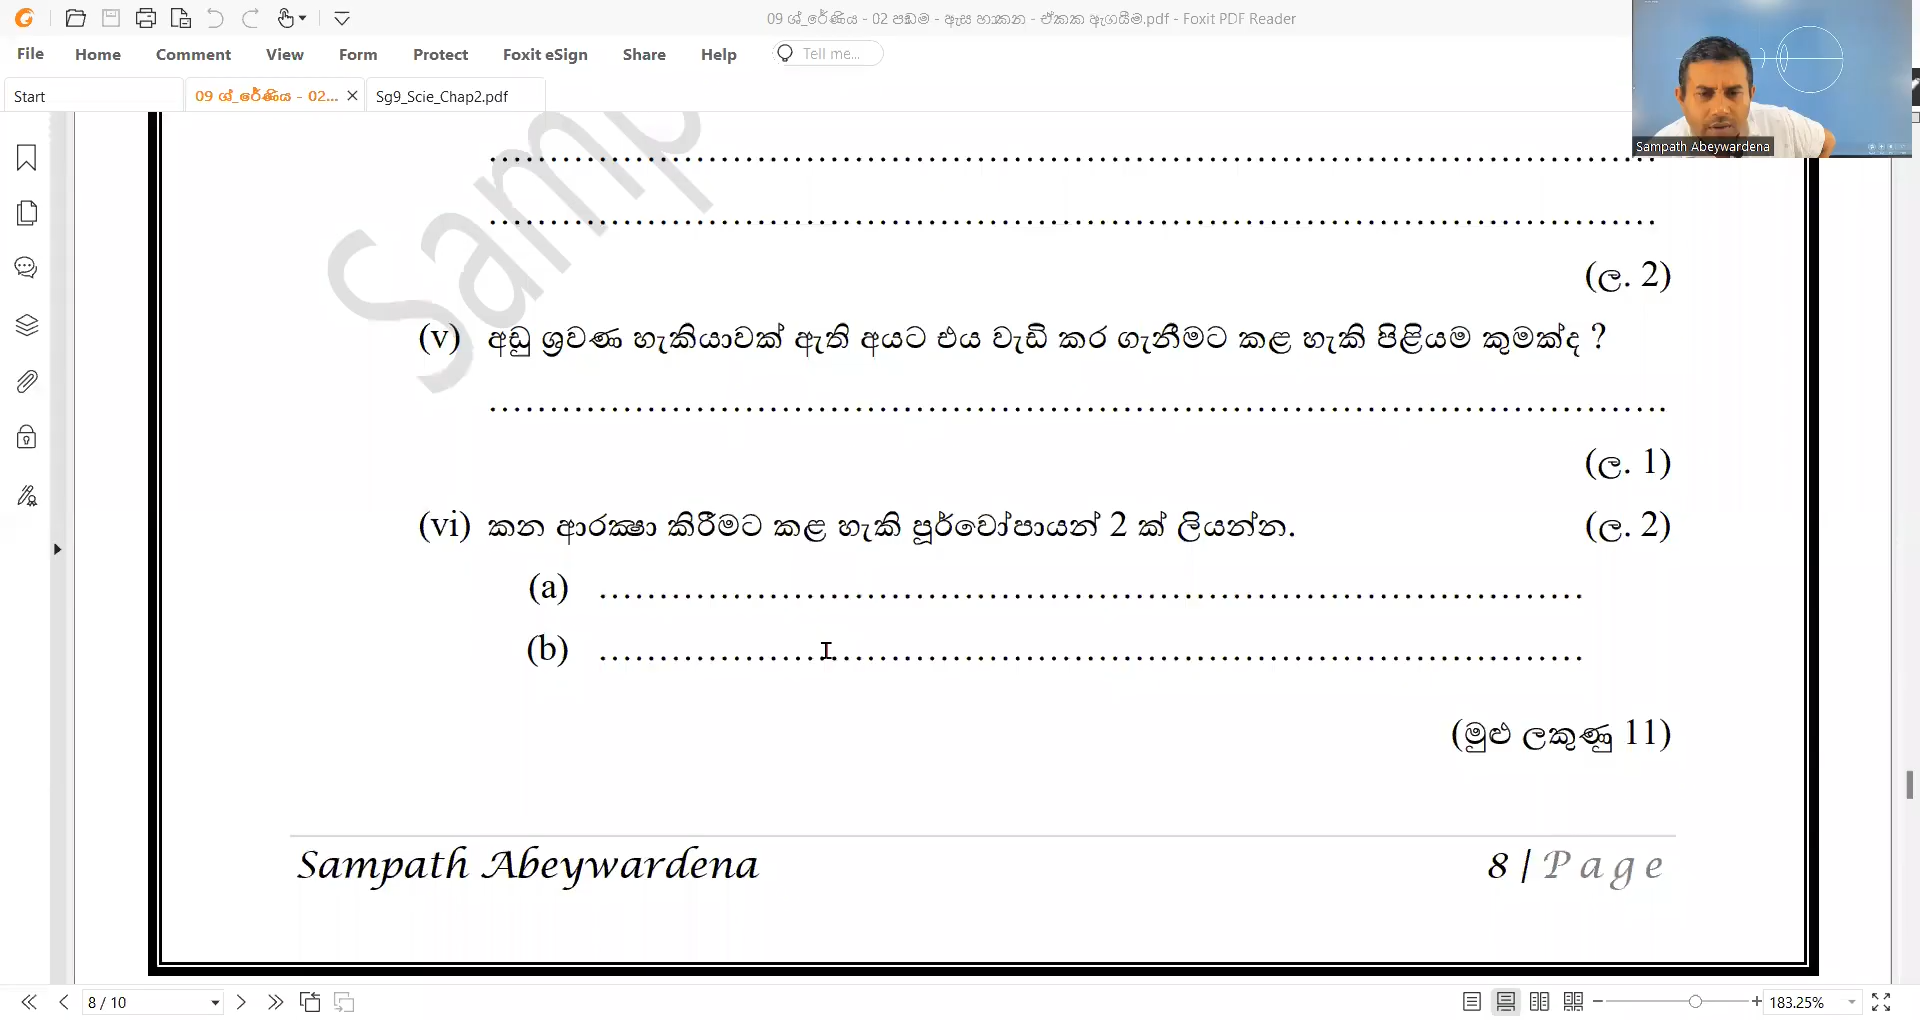 09 ශ්‍රේණිය - 02 පාඩම - ඇස හා කන - ඒකක ඇගයීම.pdf - Foxit PDF Reader
File Home Comment View Form Protect Foxit eSign Share Help Tell me...
Start 09 ශ්‍රේණිය - 02... Sg9_Scie_Chap2.pdf
Sampath Abeywardena
Samp
(ල. 2)
(v) අඩු ශ්‍රවණ හැකියාවක් ඇති අයට එය වැඩි කර ගැනීමට කළ හැකි පිළියම කුමක්ද ?
(ල. 1)
(vi) කන ආරක්ෂා කිරීමට කළ හැකි පූර්වෝපායන් 2 ක් ලියන්න. (ල. 2)
(a)
(b)
(මුළු ලකුණු 11)
Sampath Abeywardena 8 | Page
8 / 10 183.25%